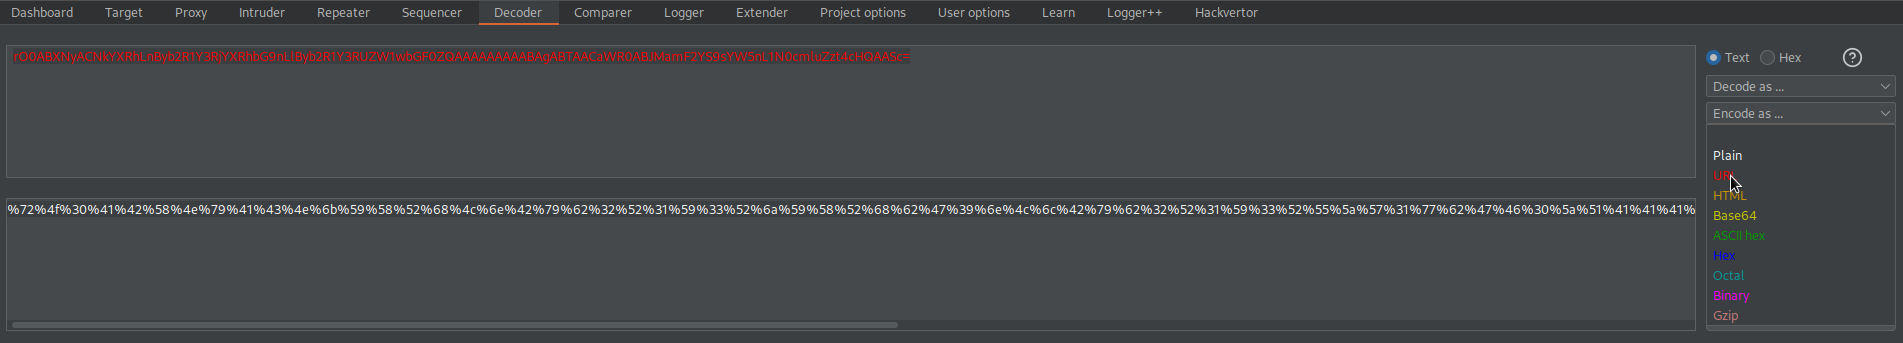 Dashboard Target Proxy Intruder Repeater Sequencer Decoder Comparer Logger Extender Project options User options Learn Logger++ Hackvertor
rO0ABXNyACNkYXRhLnByb2R1Y3RjYXRhbG9nLlByb2R1Y3RUZW1wbGF0ZQAAAAAAAAABAgABTAACaWR0ABJMamF2YS9sYW5nL1N0cmluZzt4cHQAASc=
Text Hex ?
Decode as ...
Encode as ...
Plain
URL
HTML
Base64
ASCII hex
Hex
Octal
Binary
Gzip
%72%4f%30%41%42%58%4e%79%41%43%4e%6b%59%58%52%68%4c%6e%42%79%62%32%52%31%59%33%52%6a%59%58%52%68%62%47%39%6e%4c%6c%42%79%62%32%52%31%59%33%52%55%5a%57%31%77%62%47%46%30%5a%51%41%41%41%41%